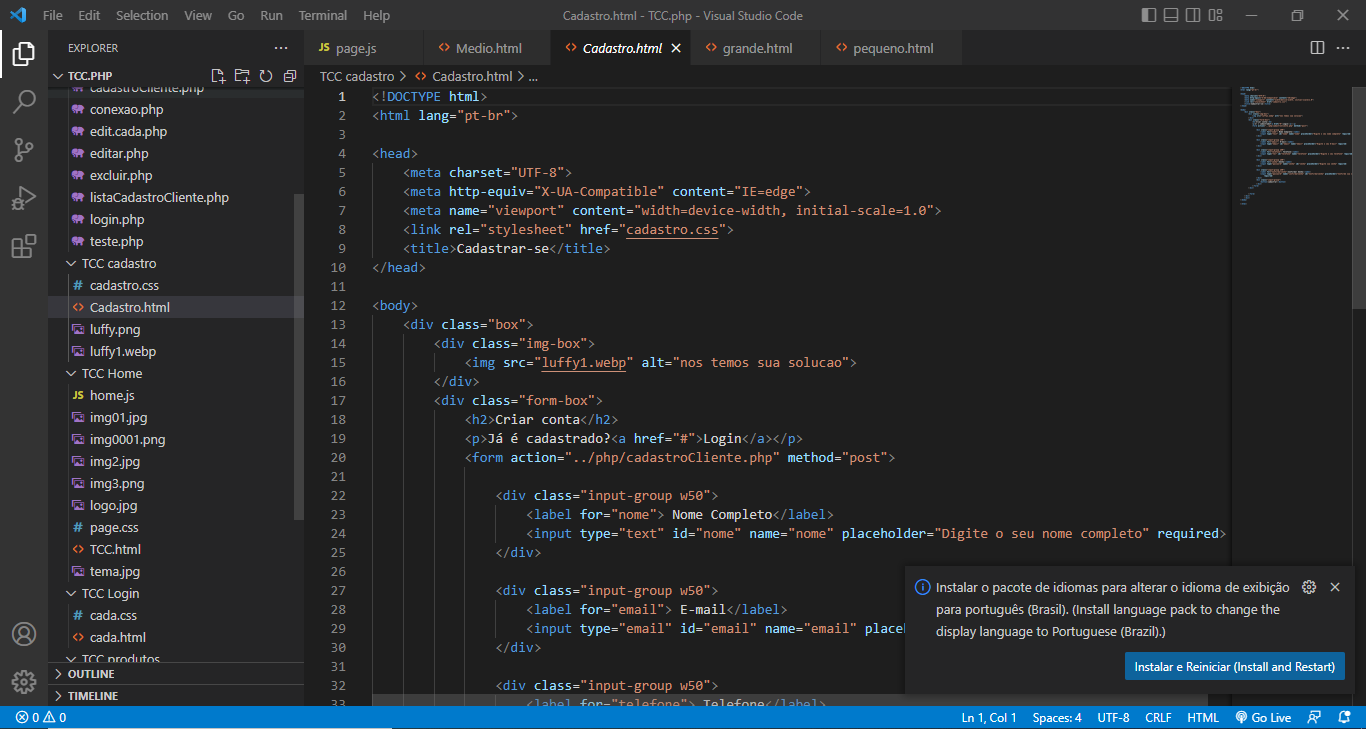 File Edit Selection View Go Run Terminal Help Cadastro.html - TCC.php - Visual Studio Code
EXPLORER
TCC.PHP
cadastroCliente.php
conexao.php
edit.cada.php
editar.php
excluir.php
listaCadastroCliente.php
login.php
teste.php
TCC cadastro
cadastro.css
Cadastro.html
luffy.png
luffy1.webp
TCC Home
home.js
img01.jpg
img0001.png
img2.jpg
img3.png
logo.jpg
page.css
TCC.html
tema.jpg
TCC Login
cada.css
cada.html
TCC produtos
OUTLINE
TIMELINE
JS page.js Medio.html Cadastro.html grande.html pequeno.html
TCC cadastro > Cadastro.html > ...
1 <!DOCTYPE html>
2 <html lang="pt-br">
3
4 <head>
5 <meta charset="UTF-8">
6 <meta http-equiv="X-UA-Compatible" content="IE=edge">
7 <meta name="viewport" content="width=device-width, initial-scale=1.0">
8 <link rel="stylesheet" href="cadastro.css">
9 <title>Cadastrar-se</title>
10 </head>
11
12 <body>
13 <div class="box">
14 <div class="img-box">
15 <img src="luffy1.webp" alt="nos temos sua solucao">
16 </div>
17 <div class="form-box">
18 <h2>Criar conta</h2>
19 <p>Já é cadastrado?<a href="#">Login</a></p>
20 <form action="../php/cadastroCliente.php" method="post">
21
22 <div class="input-group w50">
23 <label for="nome"> Nome Completo</label>
24 <input type="text" id="nome" name="nome" placeholder="Digite o seu nome completo" required>
25 </div>
26
27 <div class="input-group w50">
28 <label for="email"> E-mail</label>
29 <input type="email" id="email" name="email" placeh
30 </div>
31
32 <div class="input-group w50">
33 <label for="telefone"> Telefone</label>
Instalar o pacote de idiomas para alterar o idioma de exibição
para português (Brasil). (Install language pack to change the
display language to Portuguese (Brazil).)
Instalar e Reiniciar (Install and Restart)
0 0 Ln 1, Col 1 Spaces: 4 UTF-8 CRLF HTML Go Live